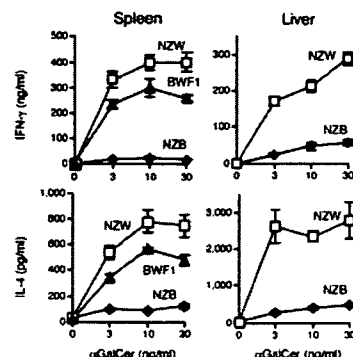 Spleen
Liver
IFN-γ (ng/ml)
500
400
300
200
100
0
NZW
BWF1
NZB
0 3 10 30
300
200
100
0
NZW
NZB
0 3 10 30
IL-4 (pg/ml)
1,000
800
600
400
200
0
NZW
BWF1
NZB
0 3 10 30
αGalCer (ng/ml)
3,000
2,000
1,000
0
NZW
NZB
0 3 10 30
αGalCer (ng/ml)